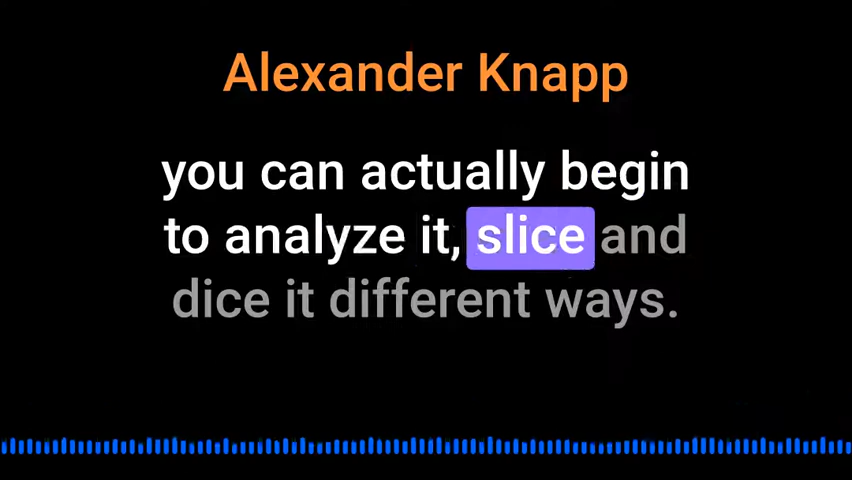 Alexander Knapp
you can actually begin
to analyze it, slice and
dice it different ways.